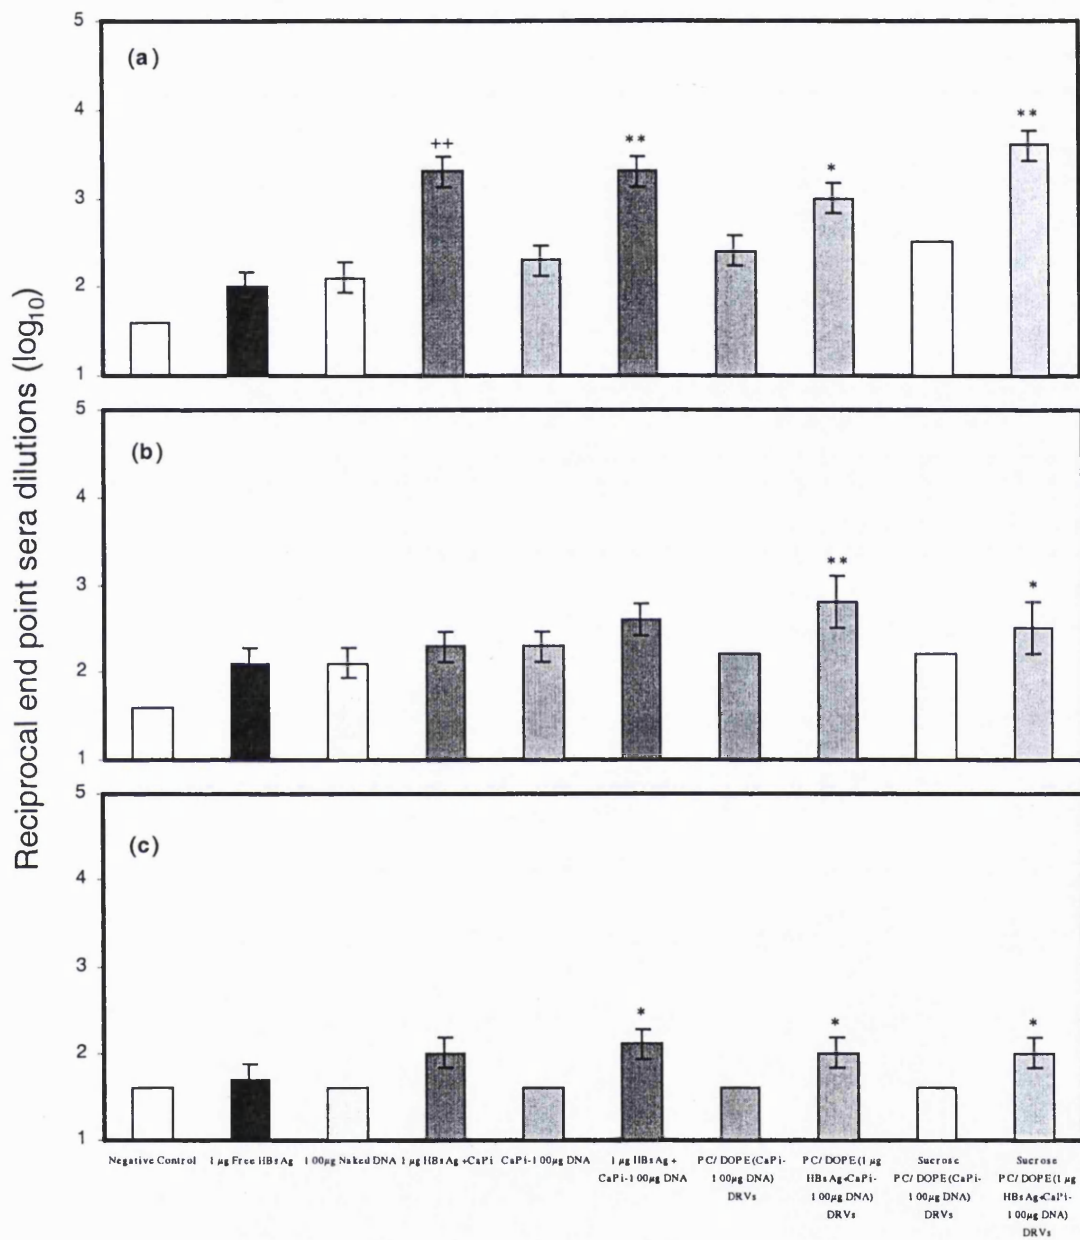 Reciprocal end point sera dilutions (log10)
5
(a)
4
++
**
*
**
3
2
1
5
(b)
4
3
**
*
2
1
5
(c)
4
3
*
*
*
2
1
Negative Control
1 µg Free HBsAg
100µg Naked DNA
1 µg HBsAg +CaPi
CaPi-100µg DNA
1 µg HBsAg +
CaPi-100µg DNA
PC/ DOPE (CaPi-
100µg DNA)
DRVs
PC/ DOPE (1 µg
HBsAg+CaPi-
100µg DNA)
DRVs
Sucrose
PC/ DOPE (CaPi-
100µg DNA)
DRVs
Sucrose
PC/ DOPE (1 µg
HBsAg+CaPi-
100µg DNA)
DRVs